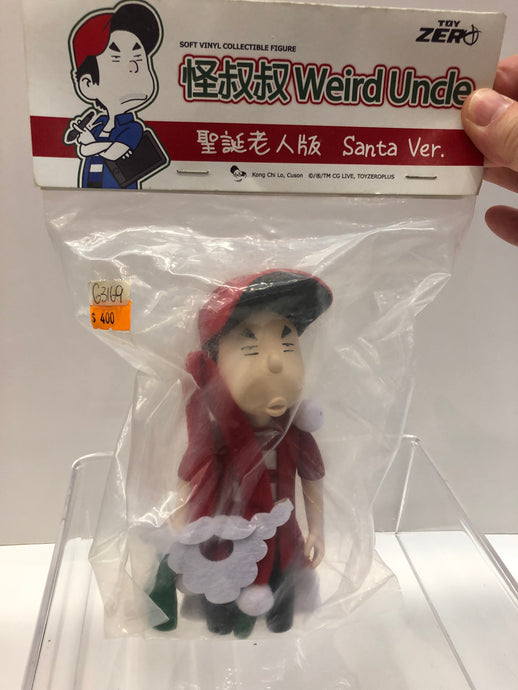 TOY
ZERO
SOFT VINYL COLLECTIBLE FIGURE
怪叔叔 Weird Uncle
聖誕老人版 Santa Ver.
Kong Chi Lo, Cuson ©/®/TM CG LIVE, TOYZEROPLUS
G3169
$ 400